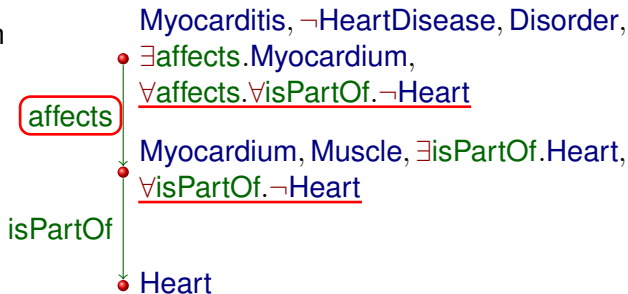 Myocarditis, ¬HeartDisease, Disorder,
∃affects.Myocardium,
∀affects.∀isPartOf.¬Heart
affects
Myocardium, Muscle, ∃isPartOf.Heart,
∀isPartOf.¬Heart
isPartOf
Heart